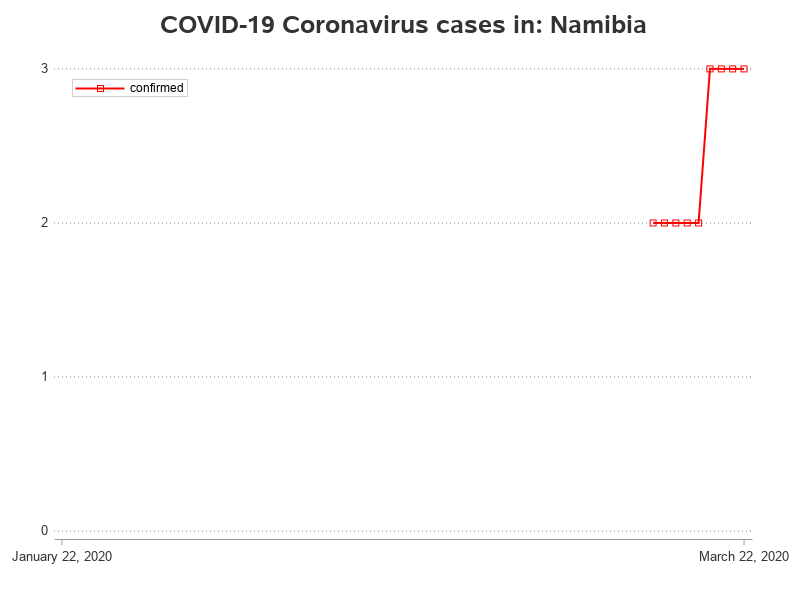 COVID-19 Coronavirus cases in: Namibia
3
confirmed
2
1
0
January 22, 2020
March 22, 2020